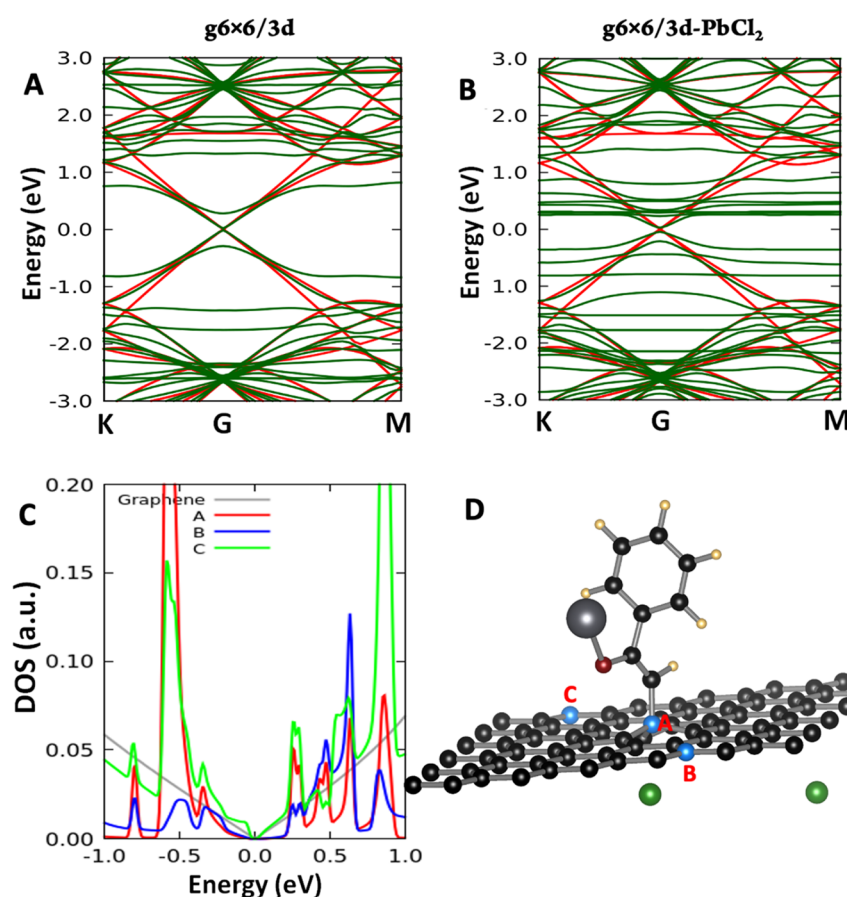 g6×6/3d
g6×6/3d-PbCl₂
A
B
3.0
2.0
1.0
0.0
-1.0
-2.0
-3.0
Energy (eV)
K
G
M
3.0
2.0
1.0
0.0
-1.0
-2.0
-3.0
Energy (eV)
K
G
M
C
0.20
0.15
0.10
0.05
0.00
DOS (a.u.)
Graphene
A
B
C
-1.0
-0.5
0.0
0.5
1.0
Energy (eV)
D
C
A
B